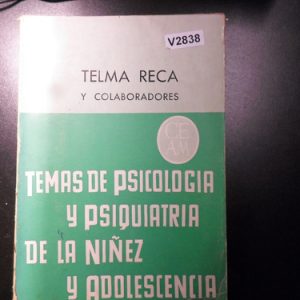 V2838
TELMA RECA
Y COLABORADORES
CE
AM
TEMAS DE PSICOLOGIA
Y PSIQUIATRIA
DE LA NIÑEZ
Y ADOLESCENCIA